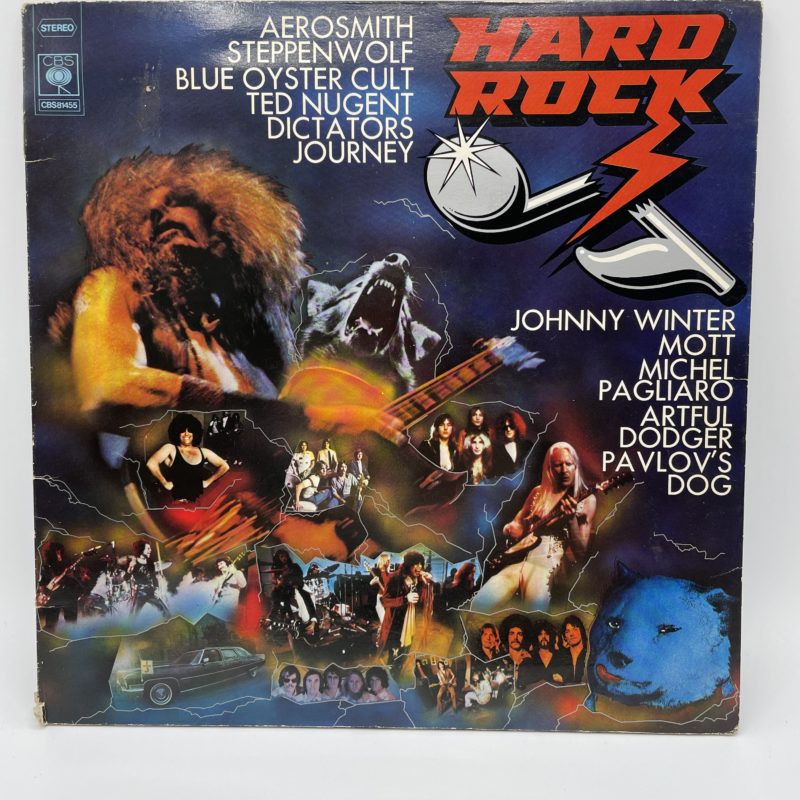 STEREO
CBS
CBS81455
AEROSMITH
STEPPENWOLF
BLUE OYSTER CULT
TED NUGENT
DICTATORS
JOURNEY
HARD
ROCK
JOHNNY WINTER
MOTT
MICHEL
PAGLIARO
ARTFUL
DODGER
PAVLOV'S
DOG